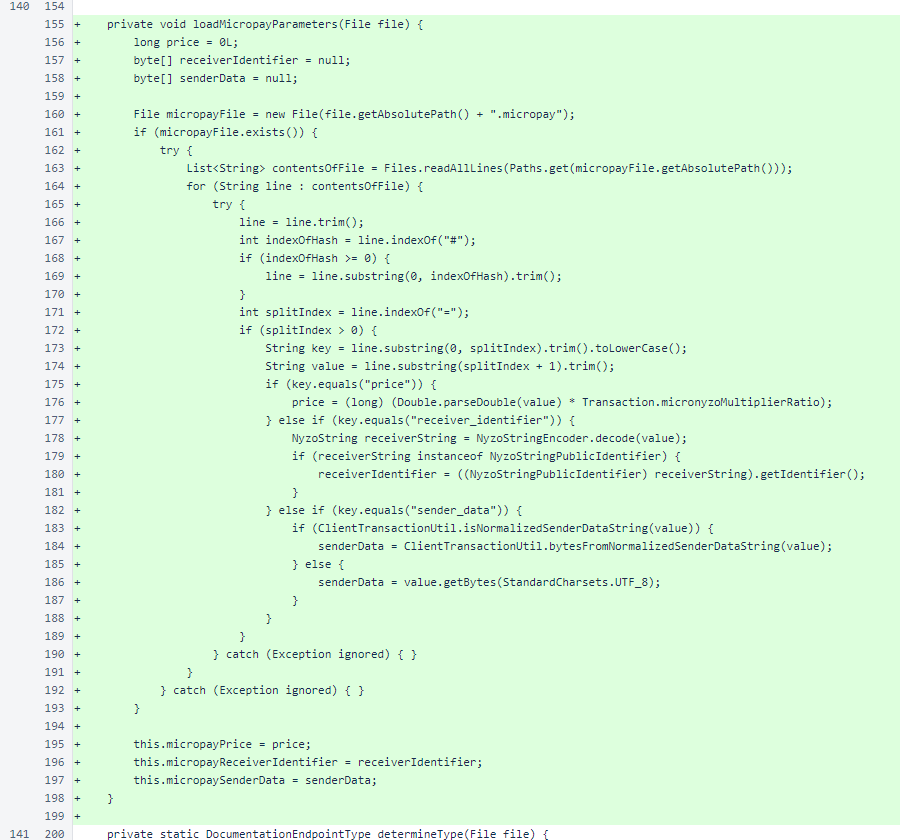 140 154
155 +     private void loadMicropayParameters(File file) {
156 +         long price = 0L;
157 +         byte[] receiverIdentifier = null;
158 +         byte[] senderData = null;
159 +
160 +         File micropayFile = new File(file.getAbsolutePath() + ".micropay");
161 +         if (micropayFile.exists()) {
162 +             try {
163 +                 List<String> contentsOfFile = Files.readAllLines(Paths.get(micropayFile.getAbsolutePath()));
164 +                 for (String line : contentsOfFile) {
165 +                     try {
166 +                         line = line.trim();
167 +                         int indexOfHash = line.indexOf("#");
168 +                         if (indexOfHash >= 0) {
169 +                             line = line.substring(0, indexOfHash).trim();
170 +                         }
171 +                         int splitIndex = line.indexOf("=");
172 +                         if (splitIndex > 0) {
173 +                             String key = line.substring(0, splitIndex).trim().toLowerCase();
174 +                             String value = line.substring(splitIndex + 1).trim();
175 +                             if (key.equals("price")) {
176 +                                 price = (long) (Double.parseDouble(value) * Transaction.micronyzoMultiplierRatio);
177 +                             } else if (key.equals("receiver_identifier")) {
178 +                                 NyzoString receiverString = NyzoStringEncoder.decode(value);
179 +                                 if (receiverString instanceof NyzoStringPublicIdentifier) {
180 +                                     receiverIdentifier = ((NyzoStringPublicIdentifier) receiverString).getIdentifier();
181 +                                 }
182 +                             } else if (key.equals("sender_data")) {
183 +                                 if (ClientTransactionUtil.isNormalizedSenderDataString(value)) {
184 +                                     senderData = ClientTransactionUtil.bytesFromNormalizedSenderDataString(value);
185 +                                 } else {
186 +                                     senderData = value.getBytes(StandardCharsets.UTF_8);
187 +                                 }
188 +                             }
189 +                         }
190 +                     } catch (Exception ignored) { }
191 +                 }
192 +             } catch (Exception ignored) { }
193 +         }
194 +
195 +         this.micropayPrice = price;
196 +         this.micropayReceiverIdentifier = receiverIdentifier;
197 +         this.micropaySenderData = senderData;
198 +     }
199 +
141 200     private static DocumentationEndpointType determineType(File file) {